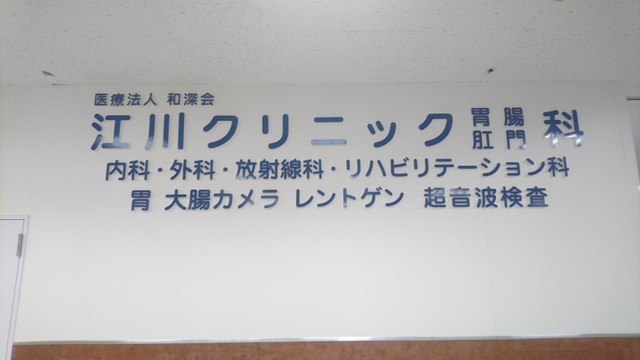 医療法人 和深会
江川クリニック 胃腸 肛門 科
内科・外科・放射線科・リハビリテーション科
胃 大腸カメラ レントゲン 超音波検査